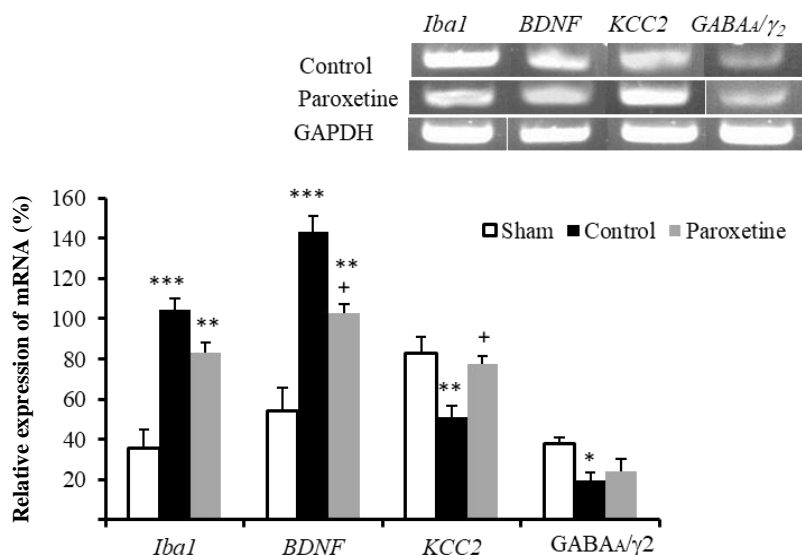 Iba1 BDNF KCC2 GABAA/γ2
Control
Paroxetine
GAPDH
Relative expression of mRNA (%)
160
140
120
100
80
60
40
20
***
**
***
**
+
**
+
*
Sham Control Paroxetine
Iba1 BDNF KCC2 GABAA/γ2